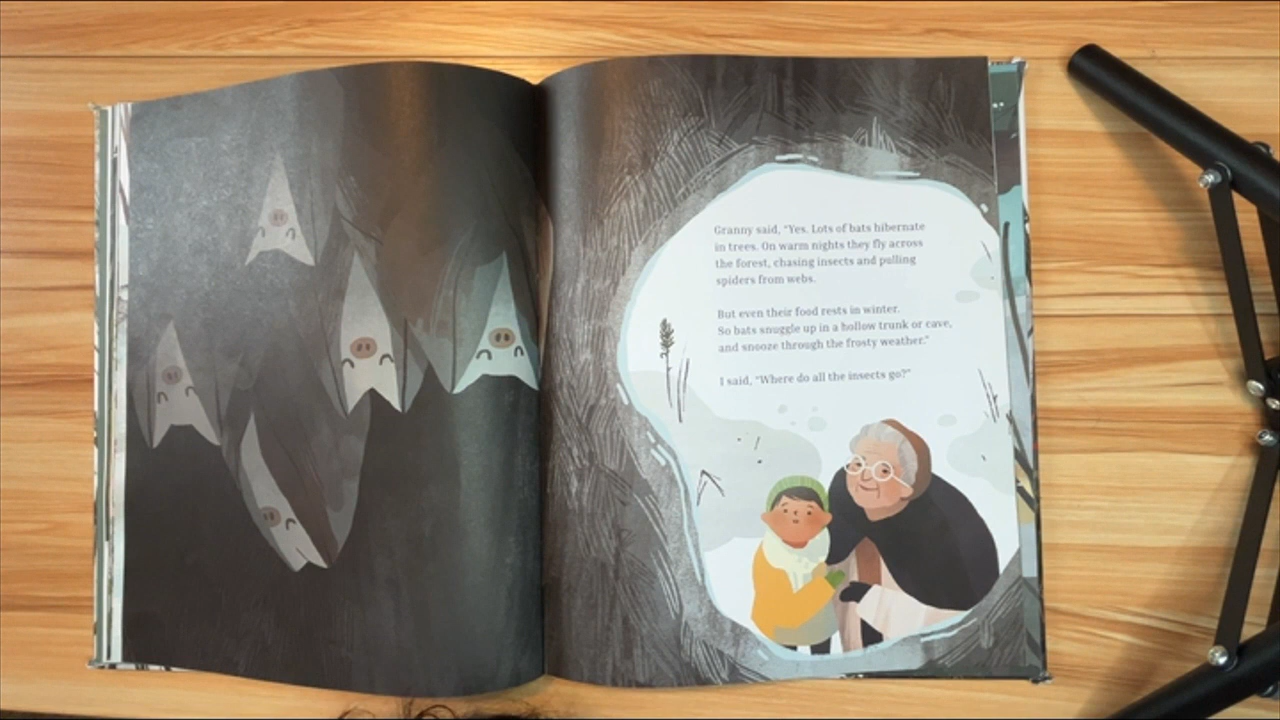 Granny said, "Yes. Lots of bats hibernate
in trees. On warm nights they fly across
the forest, chasing insects and pulling
spiders from webs.
But even their food rests in winter.
So bats snuggle up in a hollow trunk or cave,
and snooze through the frosty weather."
I said, "Where do all the insects go?"